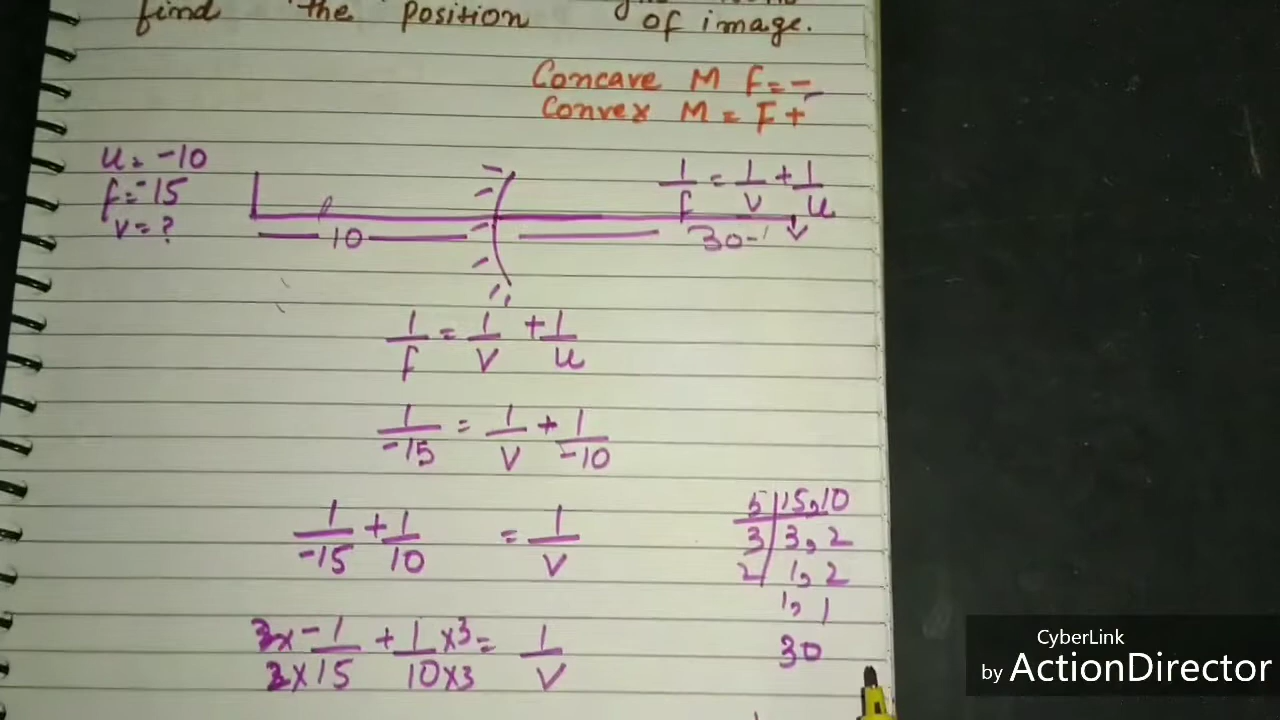 find the position of image.
Concave M F = -
Convex M = F +
u = -10
f = -15
v = ?
1/f = 1/v + 1/u
10
30
1/f = 1/v + 1/u
1/-15 = 1/v + 1/-10
1/-15 + 1/10 = 1/v
5 | 15, 10
3 | 3, 2
2 | 1, 2
1, 1
30
2x-1/2x15 + 1x3/10x3 = 1/v
CyberLink
by ActionDirector